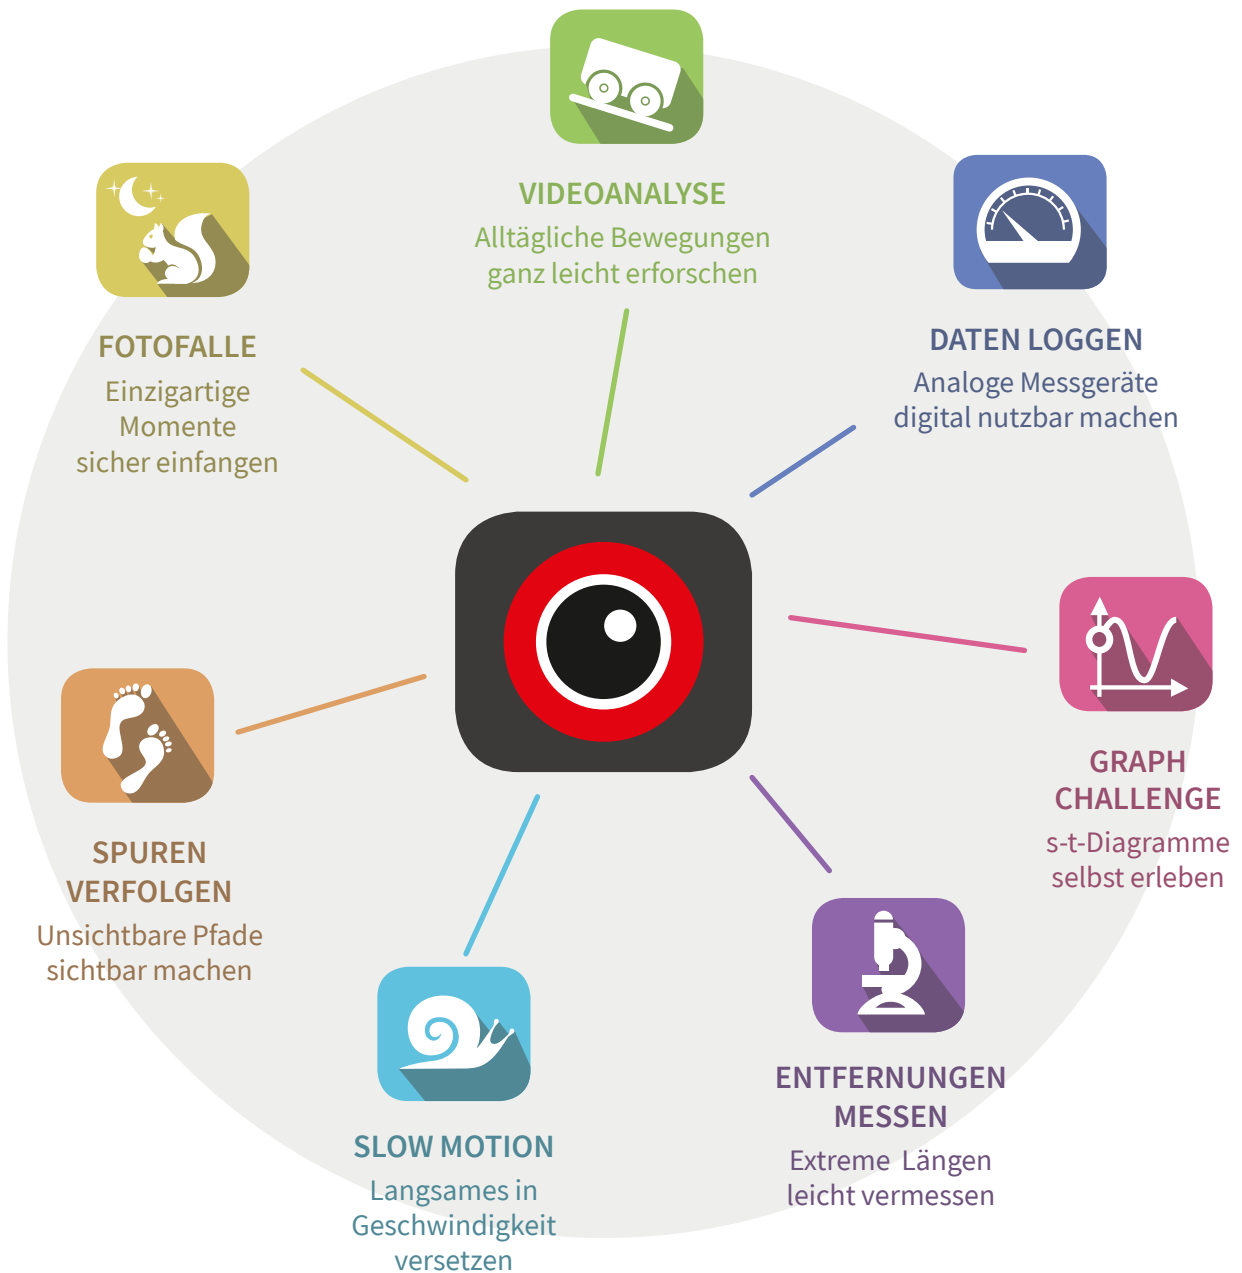 VIDEOANALYSE
Alltägliche Bewegungen
ganz leicht erforschen
DATEN LOGGEN
Analoge Messgeräte
digital nutzbar machen
GRAPH
CHALLENGE
s-t-Diagramme
selbst erleben
ENTFERNUNGEN
MESSEN
Extreme Längen
leicht vermessen
SLOW MOTION
Langsames in
Geschwindigkeit
versetzen
SPUREN
VERFOLGEN
Unsichtbare Pfade
sichtbar machen
FOTOFALLE
Einzigartige
Momente
sicher einfangen